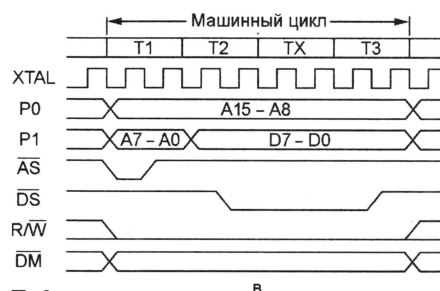 Машинный цикл
T1 T2 TX T3
XTAL
P0 A15 – A8
P1 A7 – A0 D7 – D0
AS
DS
R/W
DM
в